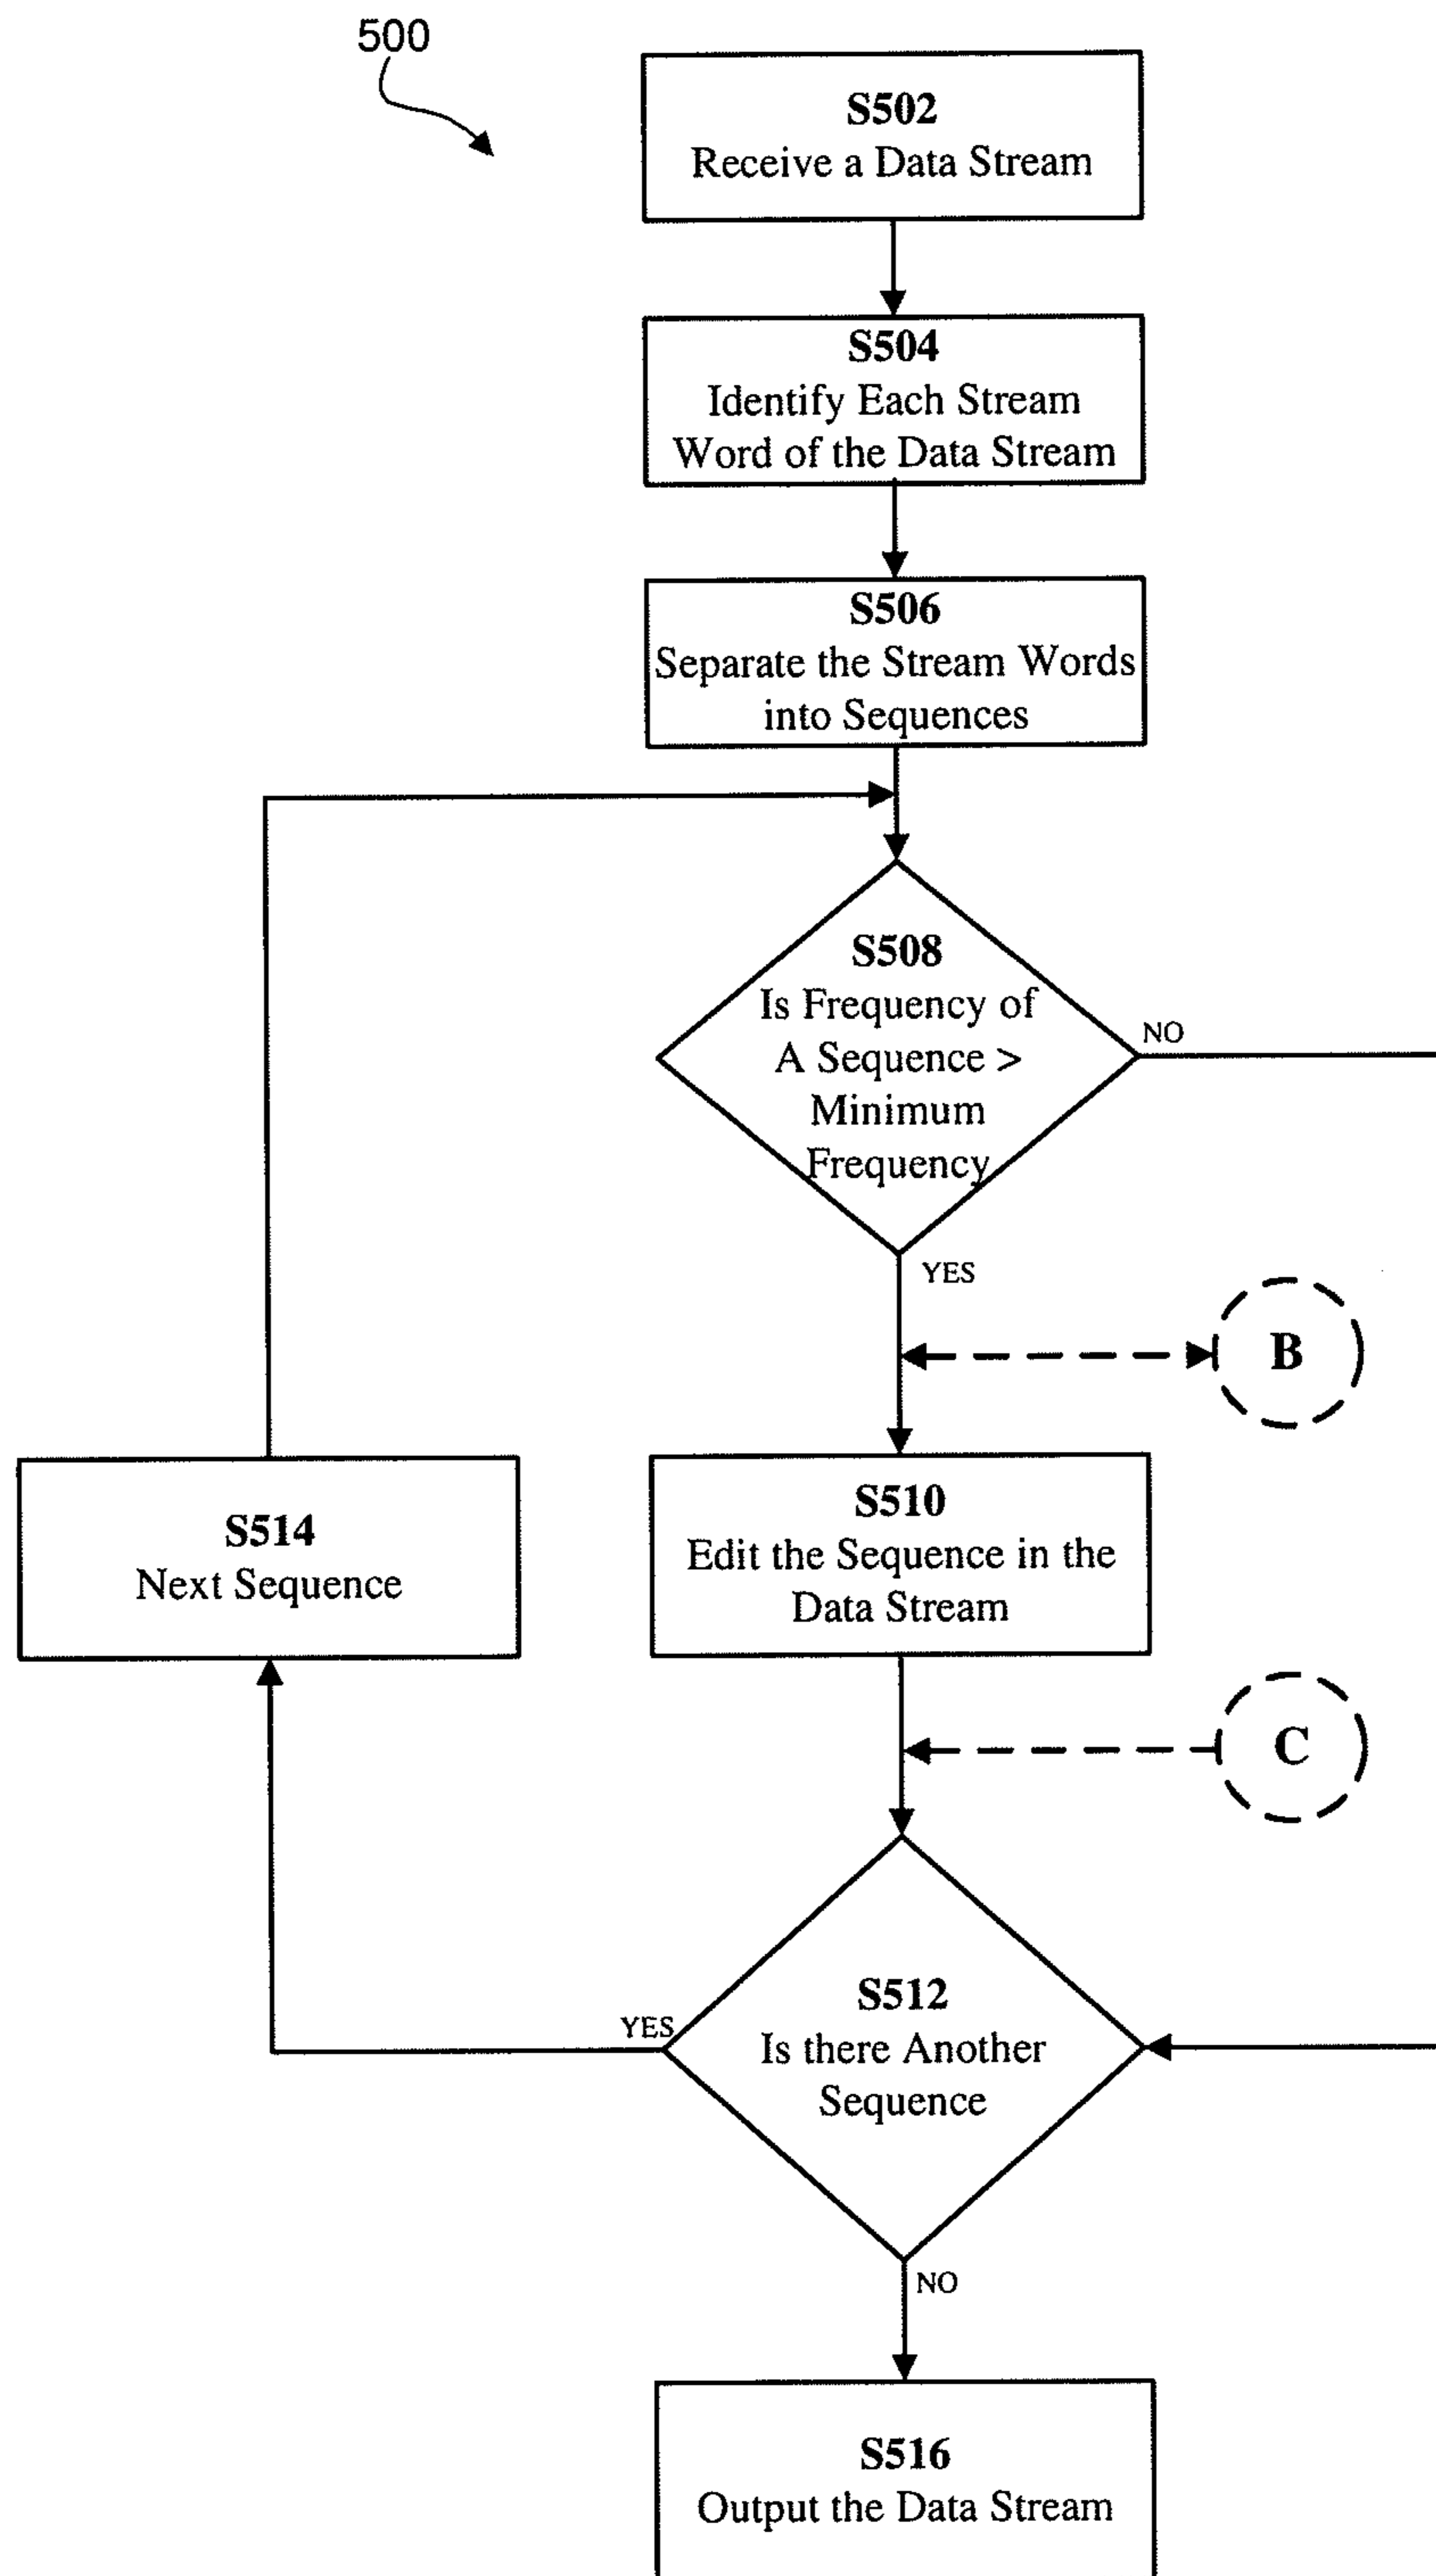 500
S502
Receive a Data Stream
S504
Identify Each Stream
Word of the Data Stream
S506
Separate the Stream Words
into Sequences
S508
Is Frequency of
A Sequence >
Minimum
Frequency
NO
YES
B
S514
Next Sequence
S510
Edit the Sequence in the
Data Stream
C
S512
Is there Another
Sequence
YES
NO
S516
Output the Data Stream